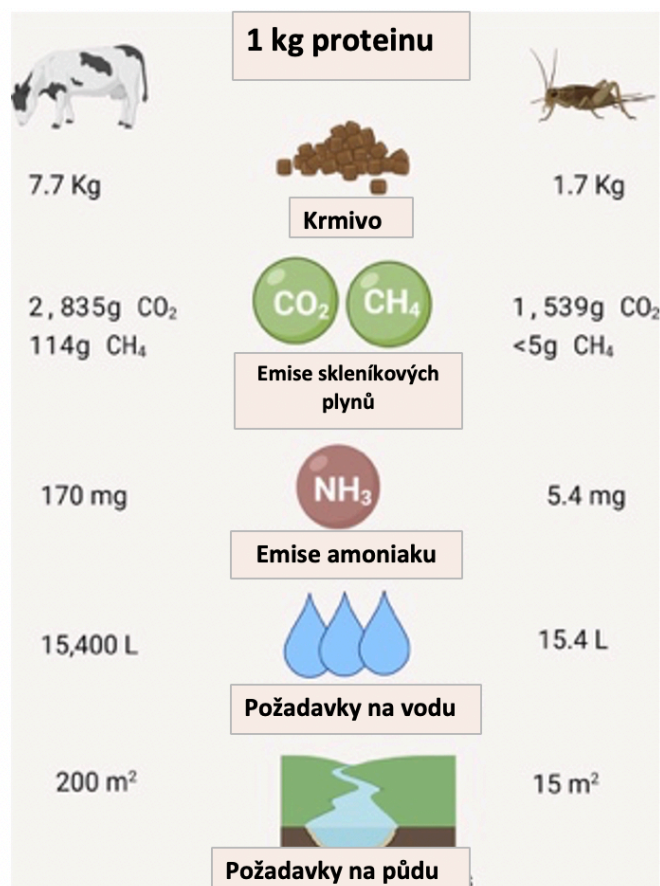 1 kg proteinu
7.7 Kg
1.7 Kg
Krmivo
2,835g CO₂
114g CH₄
CO₂
CH₄
1,539g CO₂
<5g CH₄
Emise skleníkových
plynů
170 mg
NH₃
5.4 mg
Emise amoniaku
15,400 L
15.4 L
Požadavky na vodu
200 m²
15 m²
Požadavky na půdu